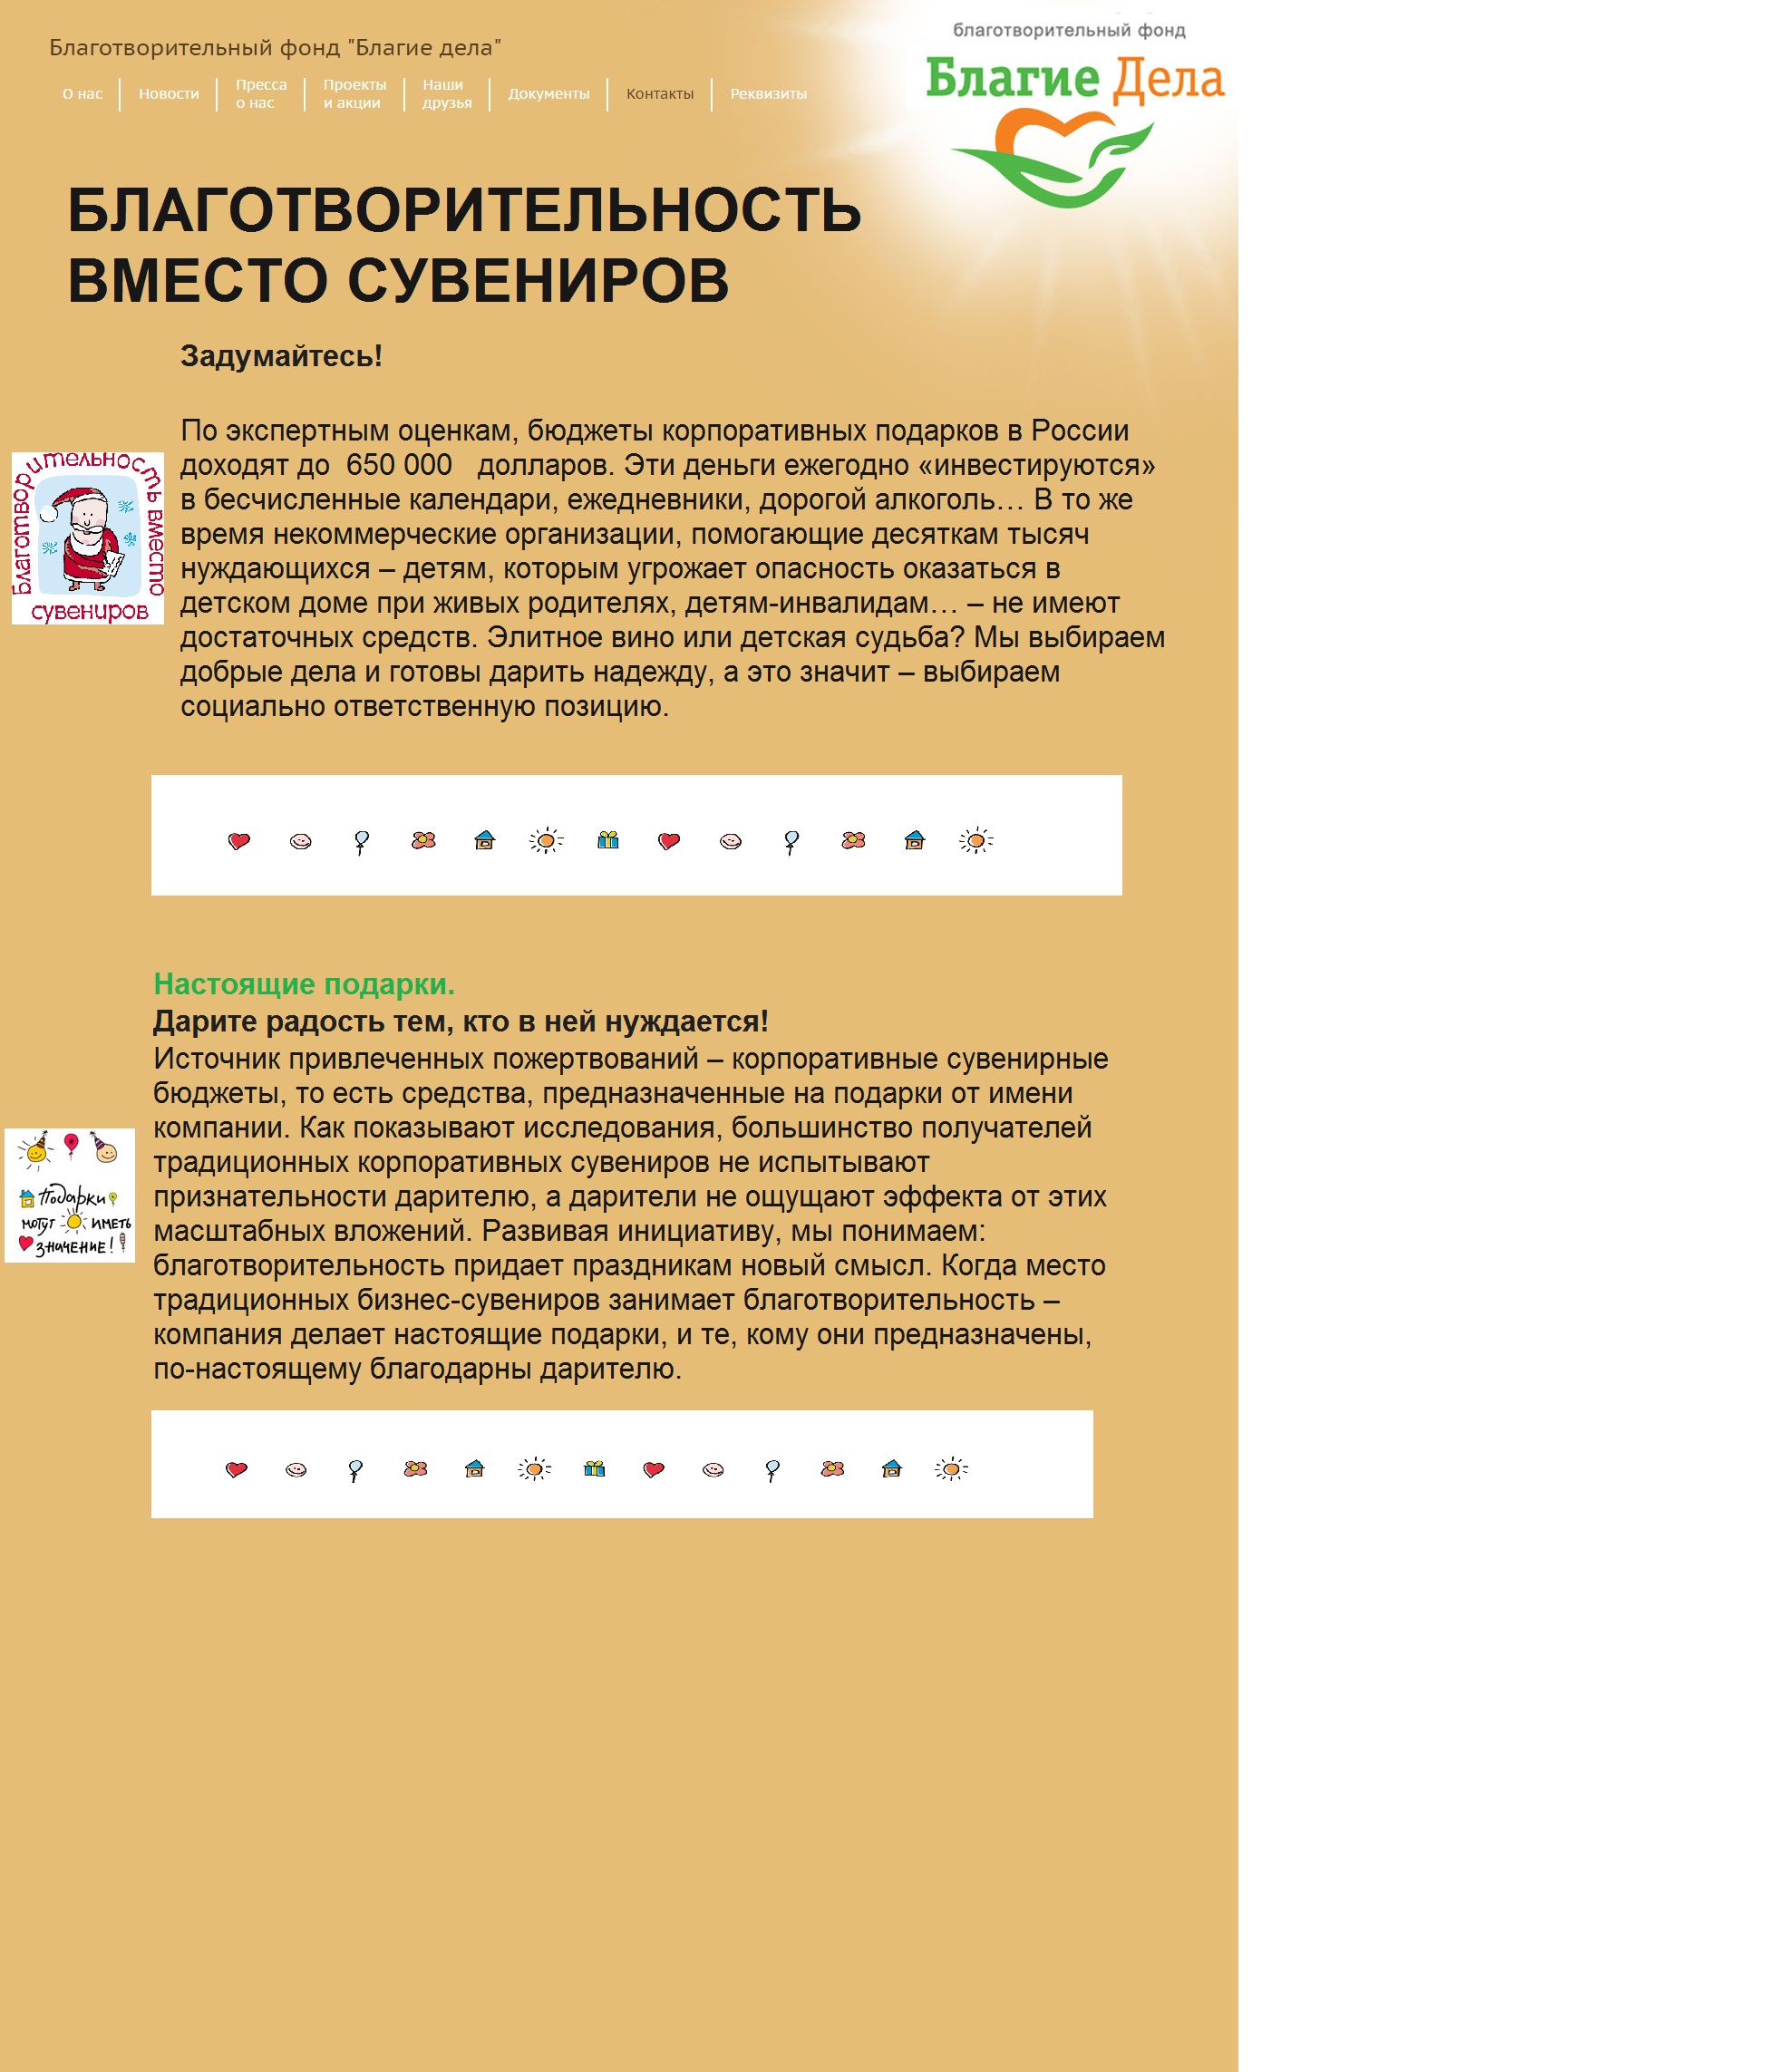 Благотворительный фонд "Благие дела"
О нас
Новости
Пресса
о нас
Проекты
и акции
Наши
друзья
Документы
Контакты
Реквизиты
благотворительный фонд
Благие Дела
БЛАГОТВОРИТЕЛЬНОСТЬ
ВМЕСТО СУВЕНИРОВ
Задумайтесь!
По экспертным оценкам, бюджеты корпоративных подарков в России
доходят до 650 000 долларов. Эти деньги ежегодно «инвестируются»
в бесчисленные календари, ежедневники, дорогой алкоголь… В то же
время некоммерческие организации, помогающие десяткам тысяч
нуждающихся – детям, которым угрожает опасность оказаться в
детском доме при живых родителях, детям-инвалидам… – не имеют
достаточных средств. Элитное вино или детская судьба? Мы выбираем
добрые дела и готовы дарить надежду, а это значит – выбираем
социально ответственную позицию.
благотворительность вместо
сувениров
Настоящие подарки.
Дарите радость тем, кто в ней нуждается!
Источник привлеченных пожертвований – корпоративные сувенирные
бюджеты, то есть средства, предназначенные на подарки от имени
компании. Как показывают исследования, большинство получателей
традиционных корпоративных сувениров не испытывают
признательности дарителю, а дарители не ощущают эффекта от этих
масштабных вложений. Развивая инициативу, мы понимаем:
благотворительность придает праздникам новый смысл. Когда место
традиционных бизнес-сувениров занимает благотворительность –
компания делает настоящие подарки, и те, кому они предназначены,
по-настоящему благодарны дарителю.
Подарки
могут иметь
значение!